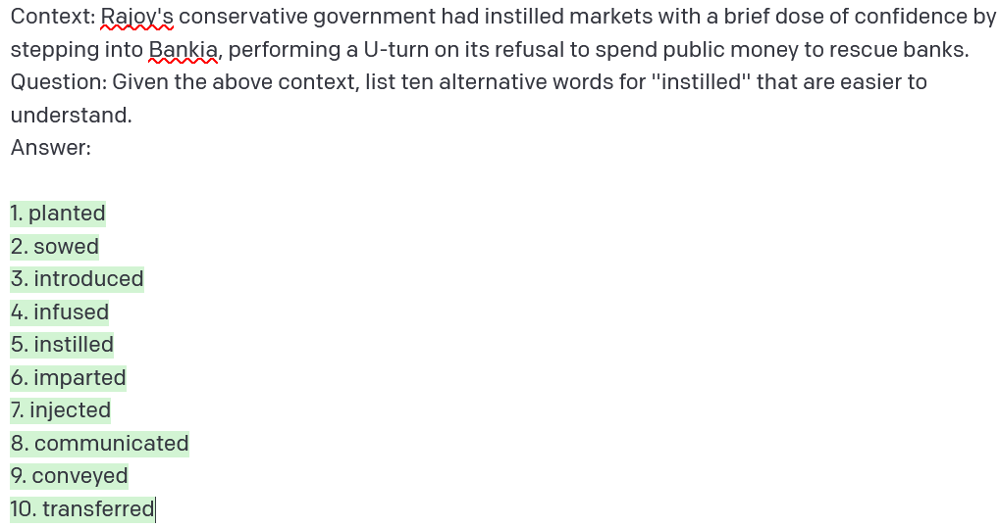 Context: Rajoy's conservative government had instilled markets with a brief dose of confidence by
stepping into Bankia, performing a U-turn on its refusal to spend public money to rescue banks.
Question: Given the above context, list ten alternative words for "instilled" that are easier to
understand.
Answer:
1. planted
2. sowed
3. introduced
4. infused
5. instilled
6. imparted
7. injected
8. communicated
9. conveyed
10. transferred